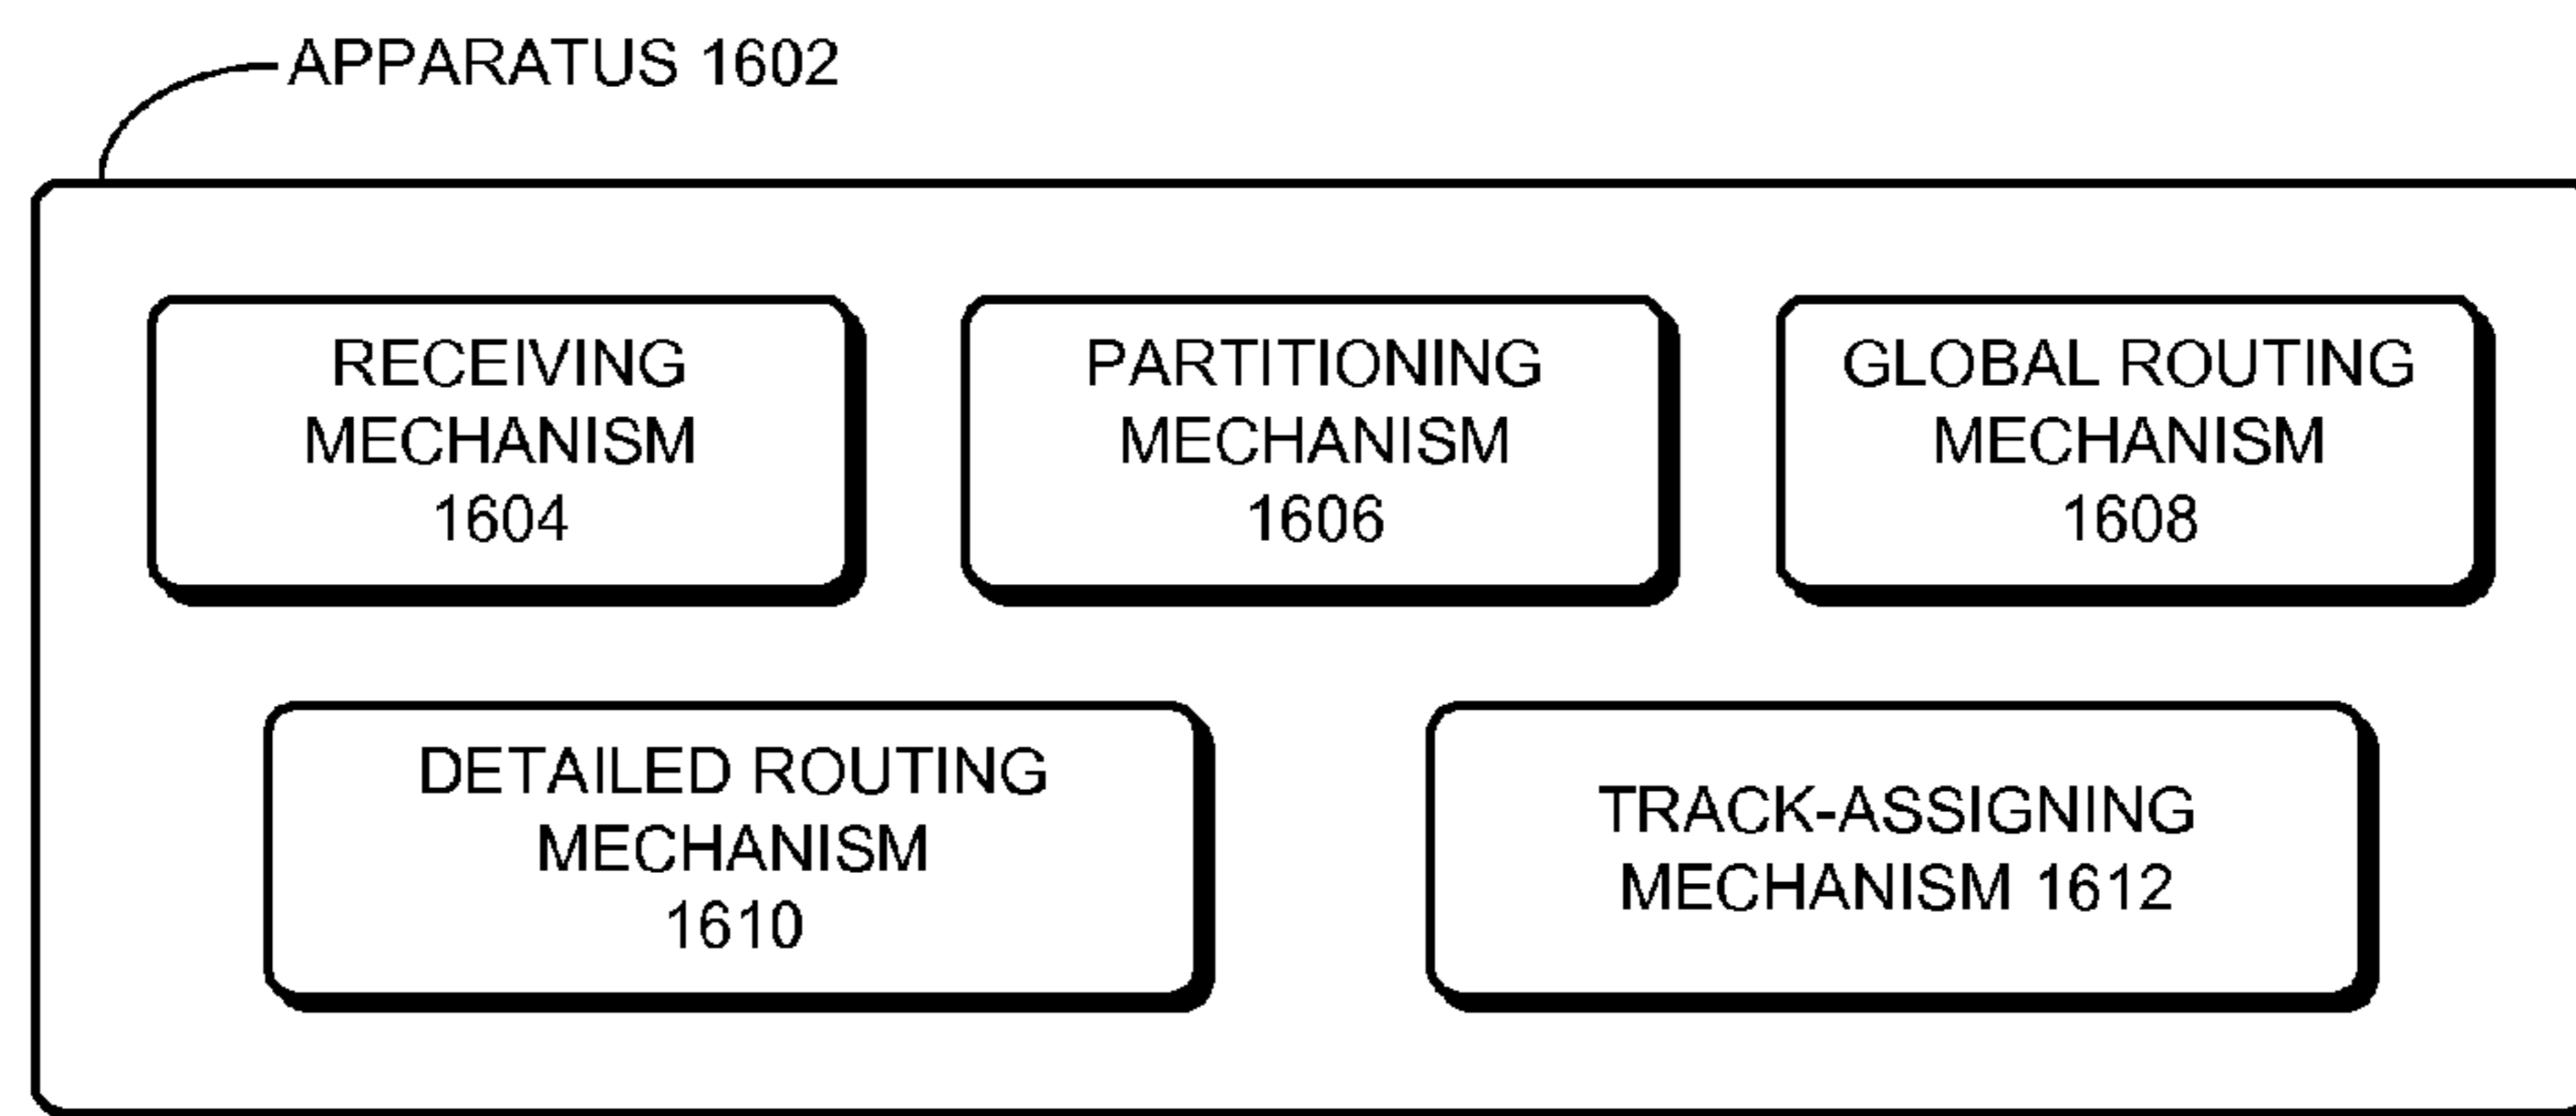 APPARATUS 1602
RECEIVING
MECHANISM
1604
PARTITIONING
MECHANISM
1606
GLOBAL ROUTING
MECHANISM
1608
DETAILED ROUTING
MECHANISM
1610
TRACK-ASSIGNING
MECHANISM 1612